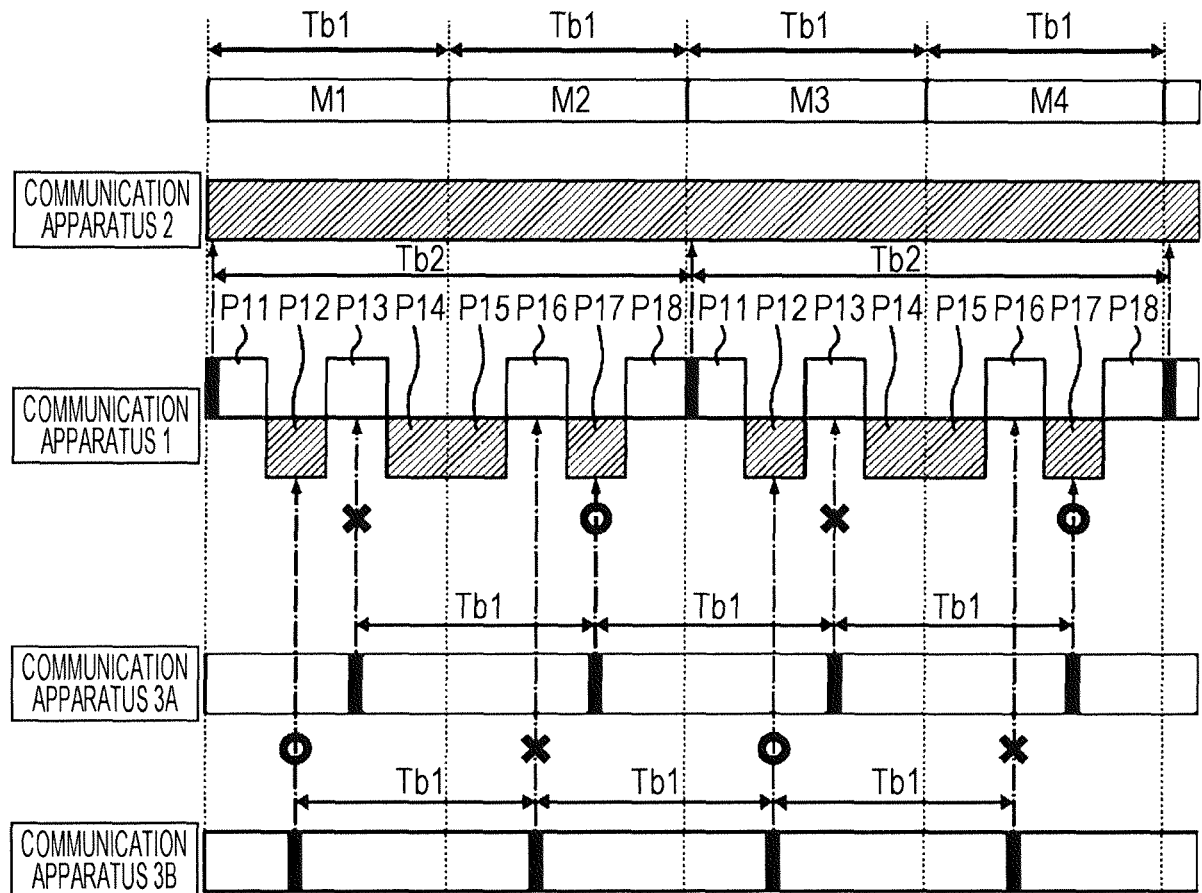 Tb1 Tb1 Tb1 Tb1
M1 M2 M3 M4
COMMUNICATION
APPARATUS 2
Tb2 Tb2
P11 P12 P13 P14 P15 P16 P17 P18 P11 P12 P13 P14 P15 P16 P17 P18
COMMUNICATION
APPARATUS 1
Tb1 Tb1 Tb1
COMMUNICATION
APPARATUS 3A
Tb1 Tb1 Tb1
COMMUNICATION
APPARATUS 3B